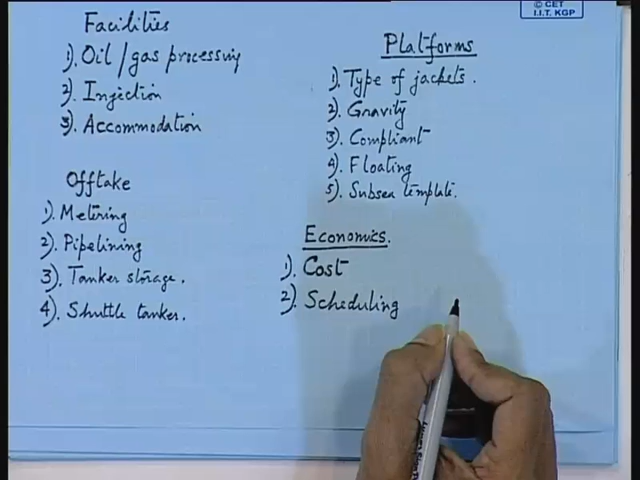 © CET
I.I.T. KGP
Facilities
1). Oil / gas processing
2) Injection
3). Accommodation
Offtake
1). Metering
2). Pipelining
3). Tanker storage.
4). Shuttle tanker.
Platforms
1). Type of jackets.
2). Gravity
3). Compliant
4). Floating
5). Subsea template.
Economics.
1). Cost
2). Scheduling